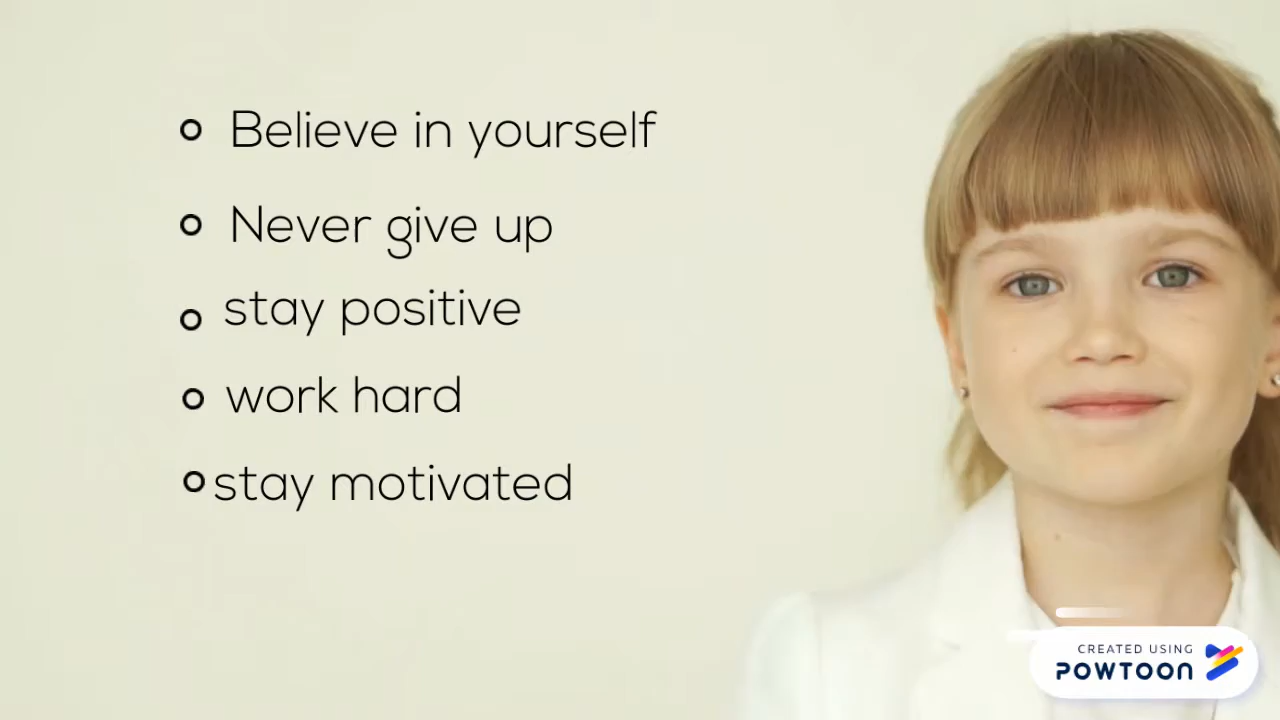 Believe in yourself
Never give up
stay positive
work hard
stay motivated
CREATED USING
POWTOON